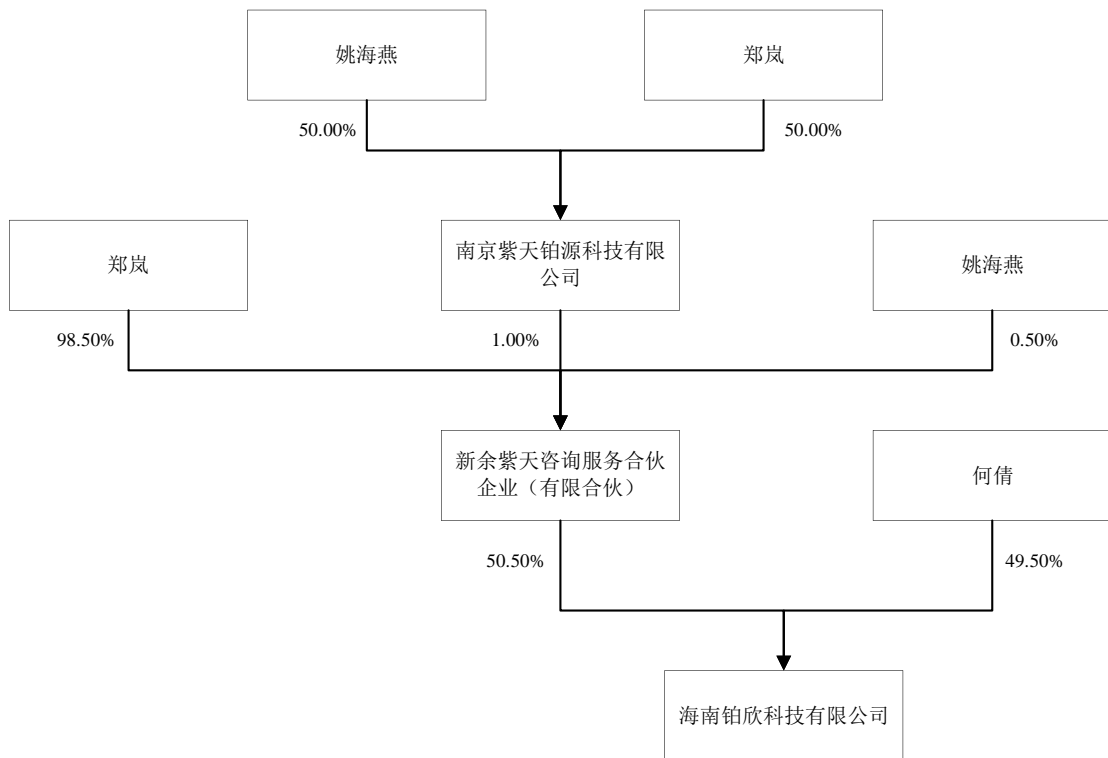 姚海燕
郑岚
50.00%
50.00%
郑岚
南京紫天铂源科技有限
公司
姚海燕
98.50%
1.00%
0.50%
新余紫天咨询服务合伙
企业（有限合伙）
何倩
50.50%
49.50%
海南铂欣科技有限公司